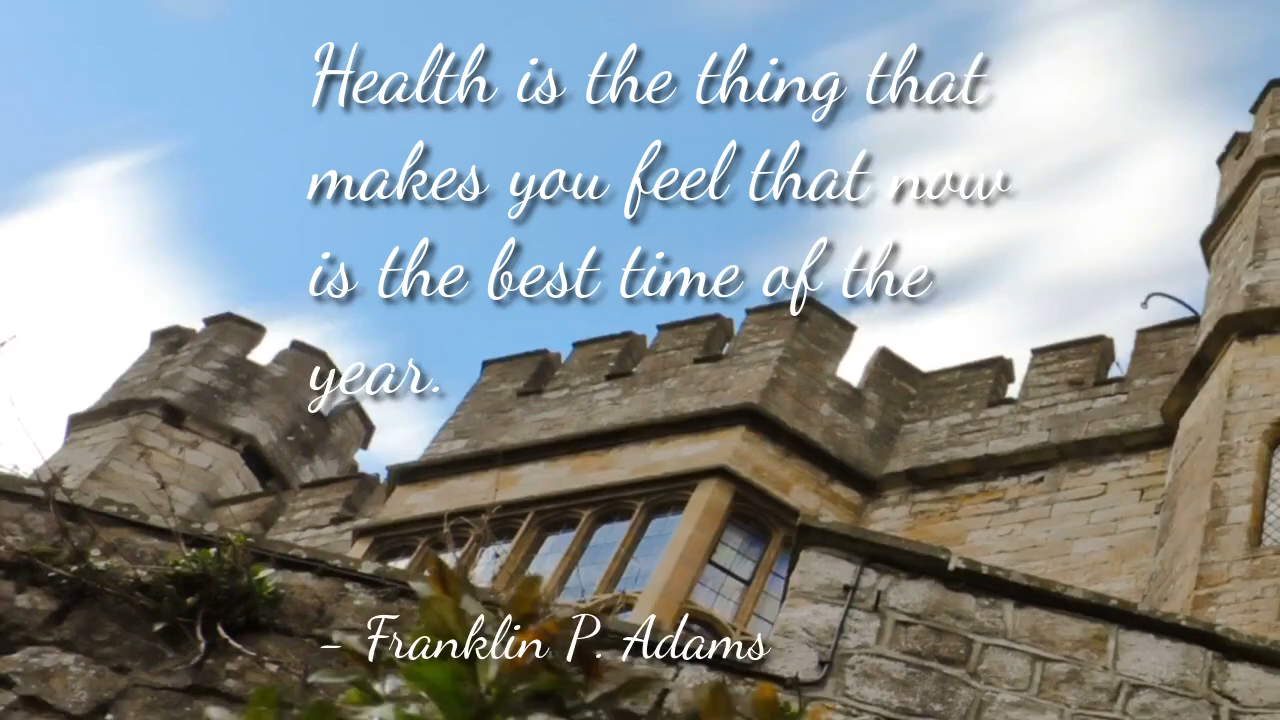 Health is the thing that
makes you feel that now
is the best time of the
year.
- Franklin P. Adams